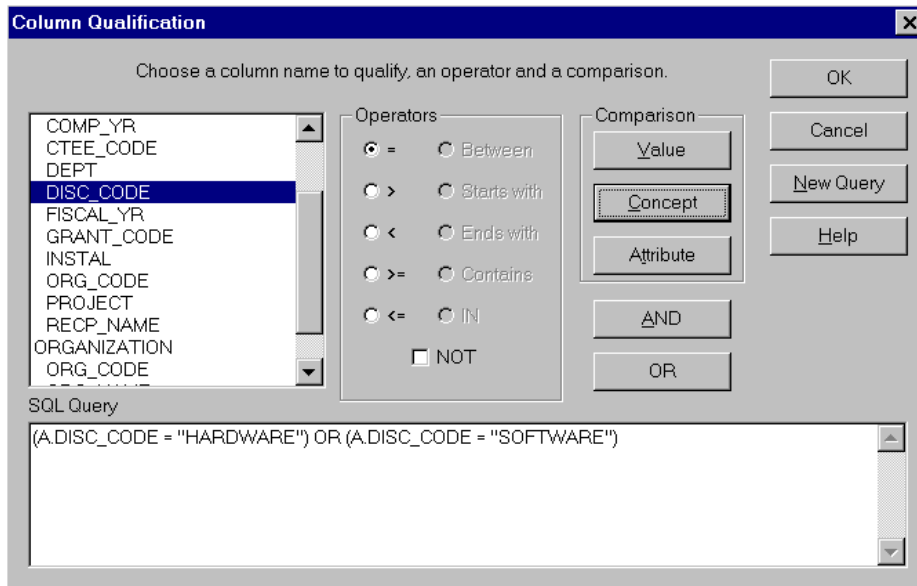 Column Qualification
Choose a column name to qualify, an operator and a comparison.
COMP_YR
CTEE_CODE
DEPT
DISC_CODE
FISCAL_YR
GRANT_CODE
INSTAL
ORG_CODE
PROJECT
RECP_NAME
ORGANIZATION
ORG_CODE
Operators
= Between
> Starts with
< Ends with
>= Contains
<= IN
NOT
Comparison
Value
Concept
Attribute
AND
OR
OK
Cancel
New Query
Help
SQL Query
(A.DISC_CODE = "HARDWARE") OR (A.DISC_CODE = "SOFTWARE")